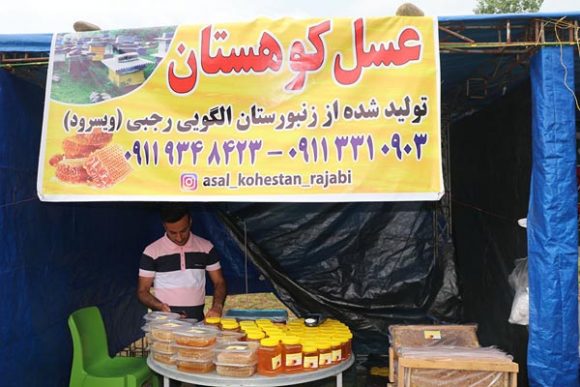 عسل کوهستان
تولید شده از زنبورستان الگویی رجبی (ویسرود)
۰۹۱۱ ۹۳۴ ۸۴۲۳ - ۰۹۱۱ ۳۳۱ ۰۹۰۳
asal_kohestan_rajabi